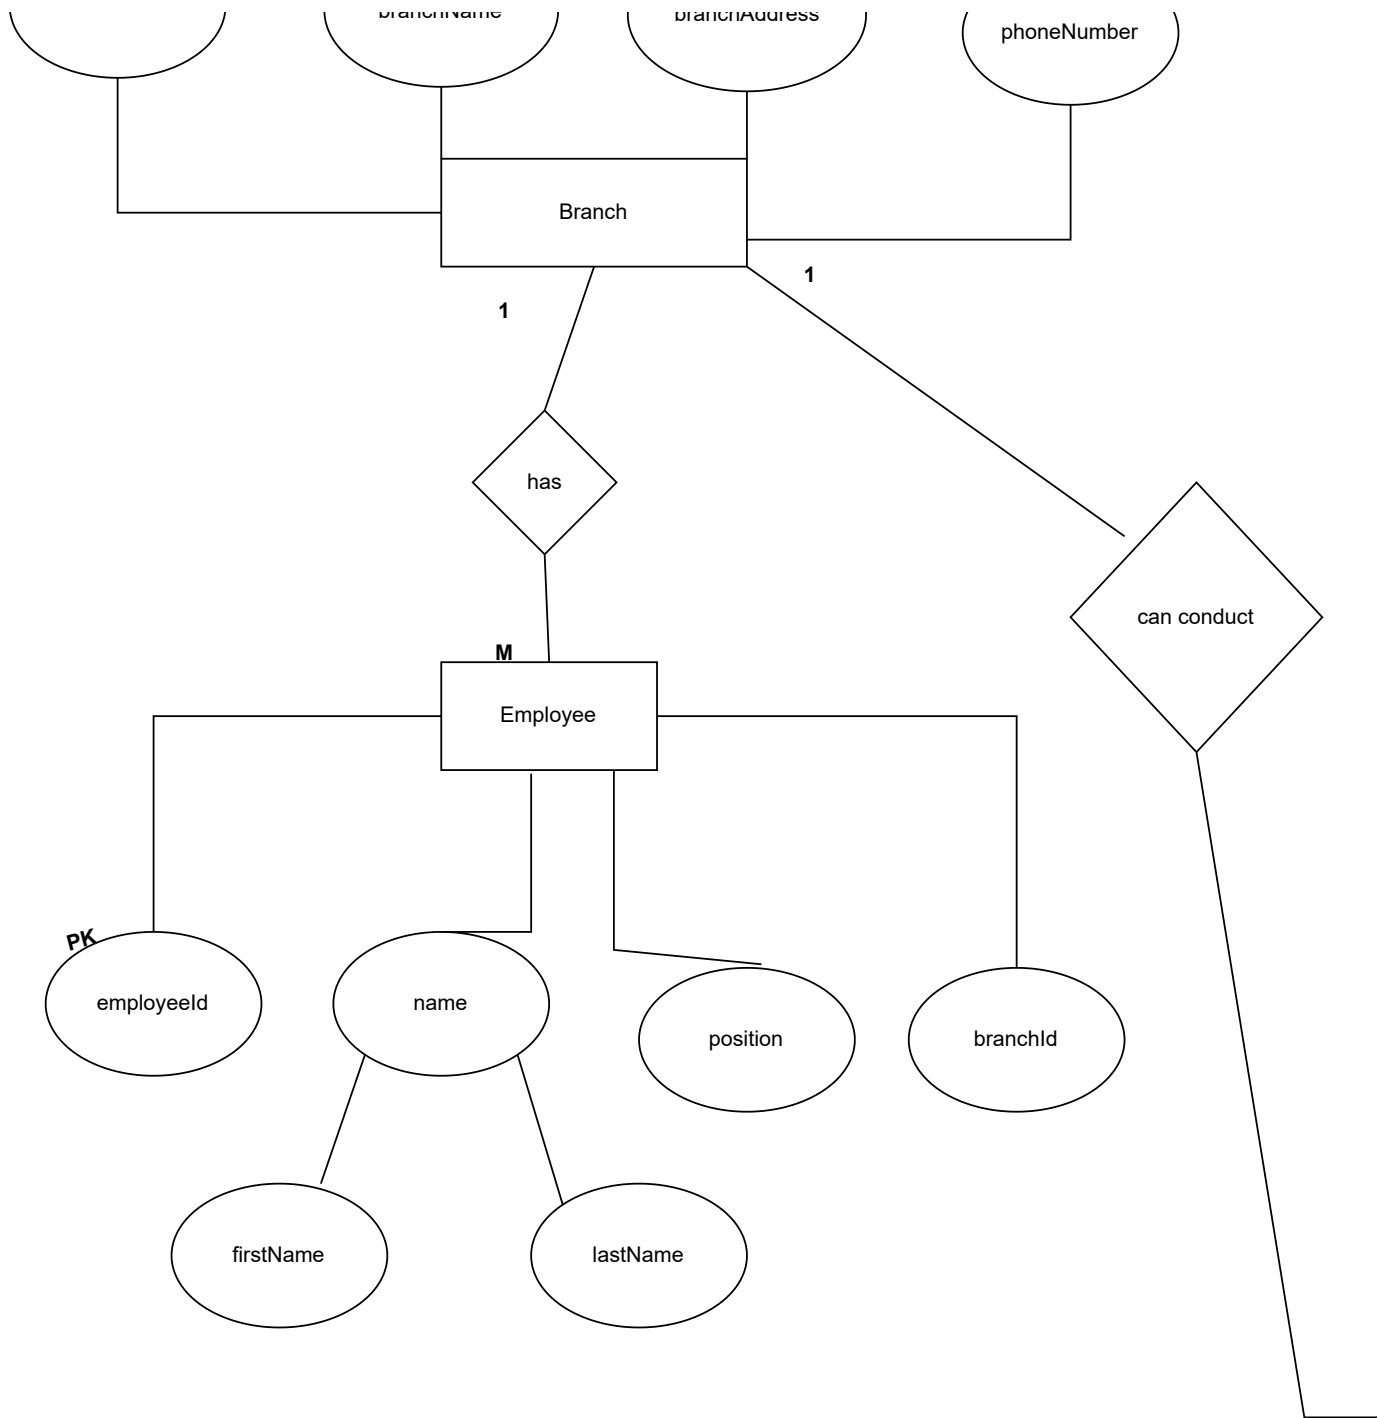 branchName
branchAddress
phoneNumber
Branch
1
1
has
can conduct
M
Employee
PK
employeeId
name
position
branchId
firstName
lastName